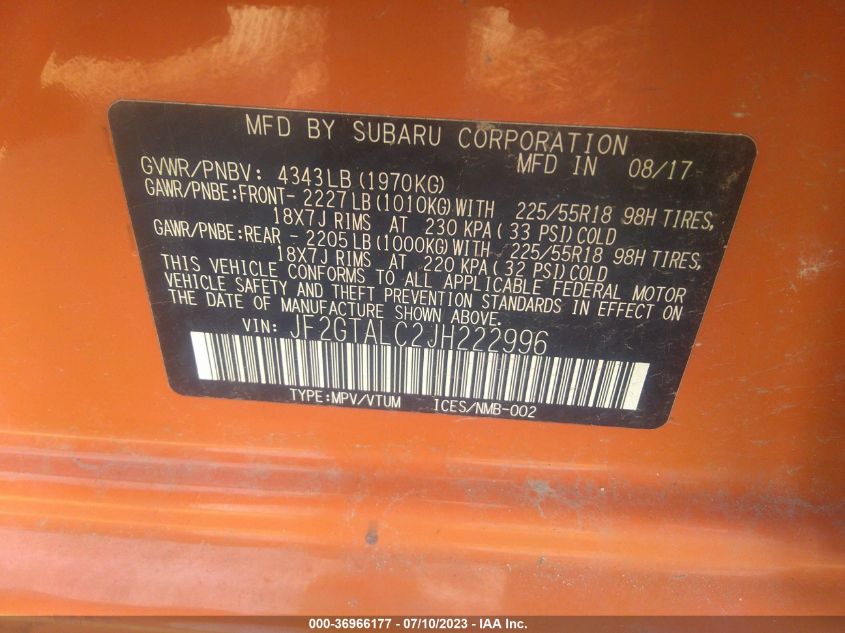 MFD BY SUBARU CORPORATION
GVWR/PNBV: 4343LB (1970KG) MFD IN 08/17
GAWR/PNBE:FRONT- 2227LB (1010KG) WITH 225/55R18 98H TIRES,
18X7J RIMS AT 230 KPA ( 33 PSI) COLD
GAWR/PNBE:REAR - 2205LB (1000KG) WITH 225/55R18 98H TIRES,
18X7J RIMS AT 220 KPA ( 32 PSI) COLD
THIS VEHICLE CONFORMS TO ALL APPLICABLE FEDERAL MOTOR
VEHICLE SAFETY AND THEFT PREVENTION STANDARDS IN EFFECT ON
THE DATE OF MANUFACTURE SHOWN ABOVE.
VIN: JF2GTALC2JH222996
TYPE:MPV/VTUM ICES/NMB-002
000-36966177 - 07/10/2023 - IAA Inc.